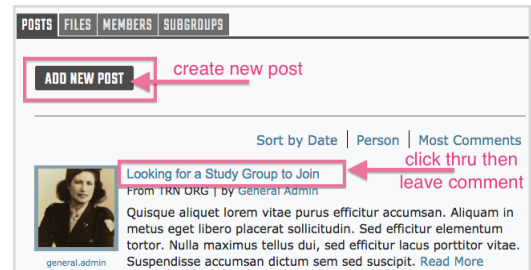 POSTS FILES MEMBERS SUBGROUPS
ADD NEW POST create new post
Sort by Date | Person | Most Comments
click thru then
leave comment
Looking for a Study Group to Join
From TRN ORG | by General Admin
Quisque aliquet lorem vitae purus efficitur accumsan. Aliquam in
metus eget libero placerat sollicitudin. Sed efficitur elementum
tortor. Nulla maximus tellus dui, sed efficitur lacus porttitor vitae.
Suspendisse accumsan dictum sem sed suscipit. Read More
general.admin